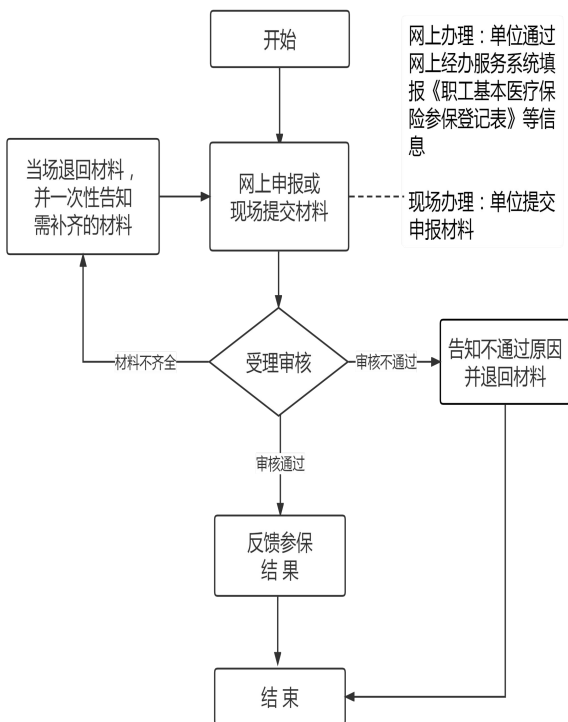 开始
网上办理：单位通过
网上经办服务系统填
报《职工基本医疗保
险参保登记表》等信
息
现场办理：单位提交
申报材料
当场退回材料，
并一次性告知
需补齐的材料
网上申报或
现场提交材料
材料不齐全
受理审核
审核不通过
告知不通过原因
并退回材料
审核通过
反馈参保
结 果
结 束